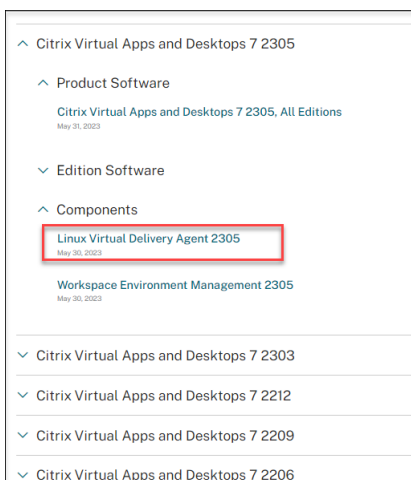 Citrix Virtual Apps and Desktops 7 2305
Product Software
Citrix Virtual Apps and Desktops 7 2305, All Editions
May 31, 2023
Edition Software
Components
Linux Virtual Delivery Agent 2305
May 30, 2023
Workspace Environment Management 2305
May 30, 2023
Citrix Virtual Apps and Desktops 7 2303
Citrix Virtual Apps and Desktops 7 2212
Citrix Virtual Apps and Desktops 7 2209
Citrix Virtual Apps and Desktops 7 2206